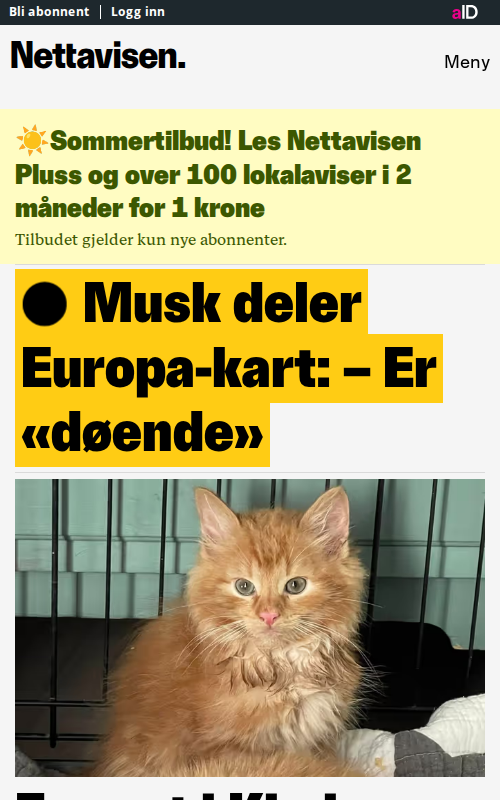 Bli abonnent
Logg inn
aID
Nettavisen.
Meny
☀️Sommertilbud! Les Nettavisen
Pluss og over 100 lokalaviser i 2
måneder for 1 krone
Tilbudet gjelder kun nye abonnenter.
● Musk deler
Europa-kart: – Er
«døende»